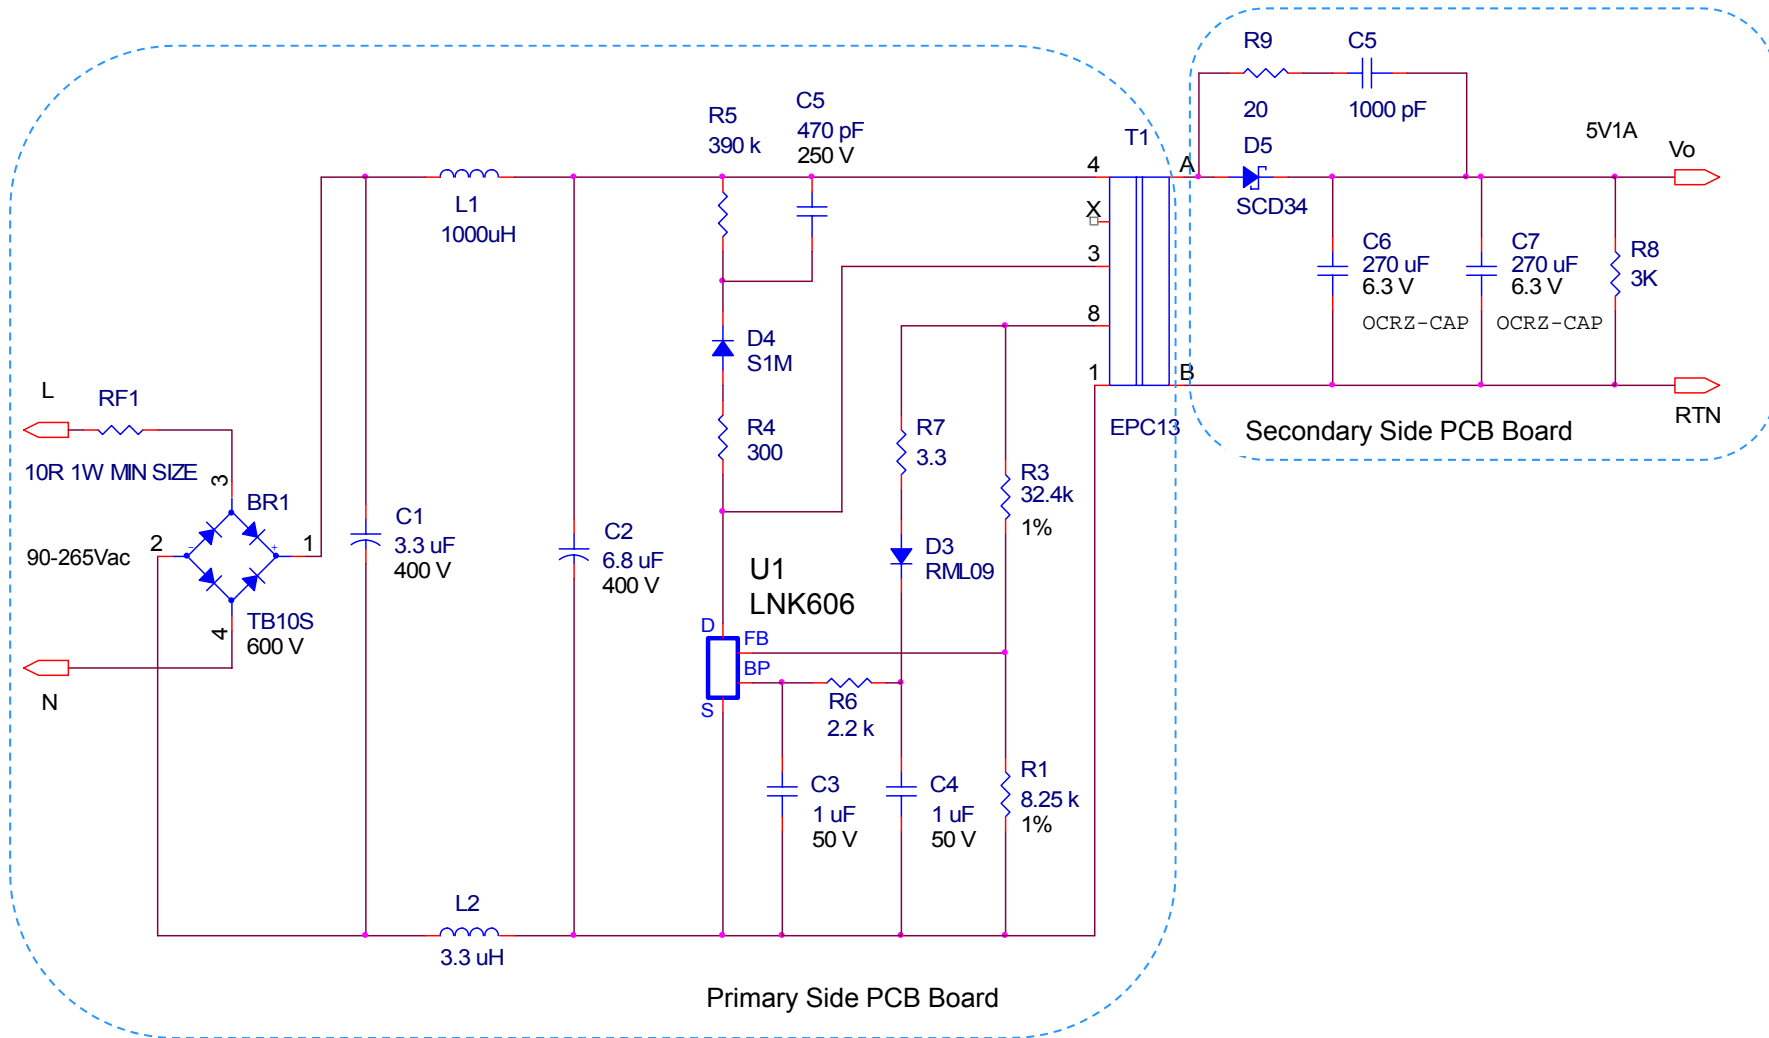 R9
C5
20
1000 pF
D5
SCD34
5V1A
Vo
C5
470 pF
250 V
R5
390 k
T1
4
A
X
3
8
1
B
EPC13
L1
1000uH
C6
270 uF
6.3 V
OCRZ-CAP
C7
270 uF
6.3 V
OCRZ-CAP
R8
3K
RTN
Secondary Side PCB Board
D4
S1M
R4
300
R7
3.3
R3
32.4k
1%
L
RF1
10R 1W MIN SIZE
3
BR1
90-265Vac
2
-
+
1
4
TB10S
600 V
N
C1
3.3 uF
400 V
C2
6.8 uF
400 V
U1
LNK606
D3
RML09
D
FB
BP
S
R6
2.2 k
C3
1 uF
50 V
C4
1 uF
50 V
R1
8.25 k
1%
L2
3.3 uH
Primary Side PCB Board